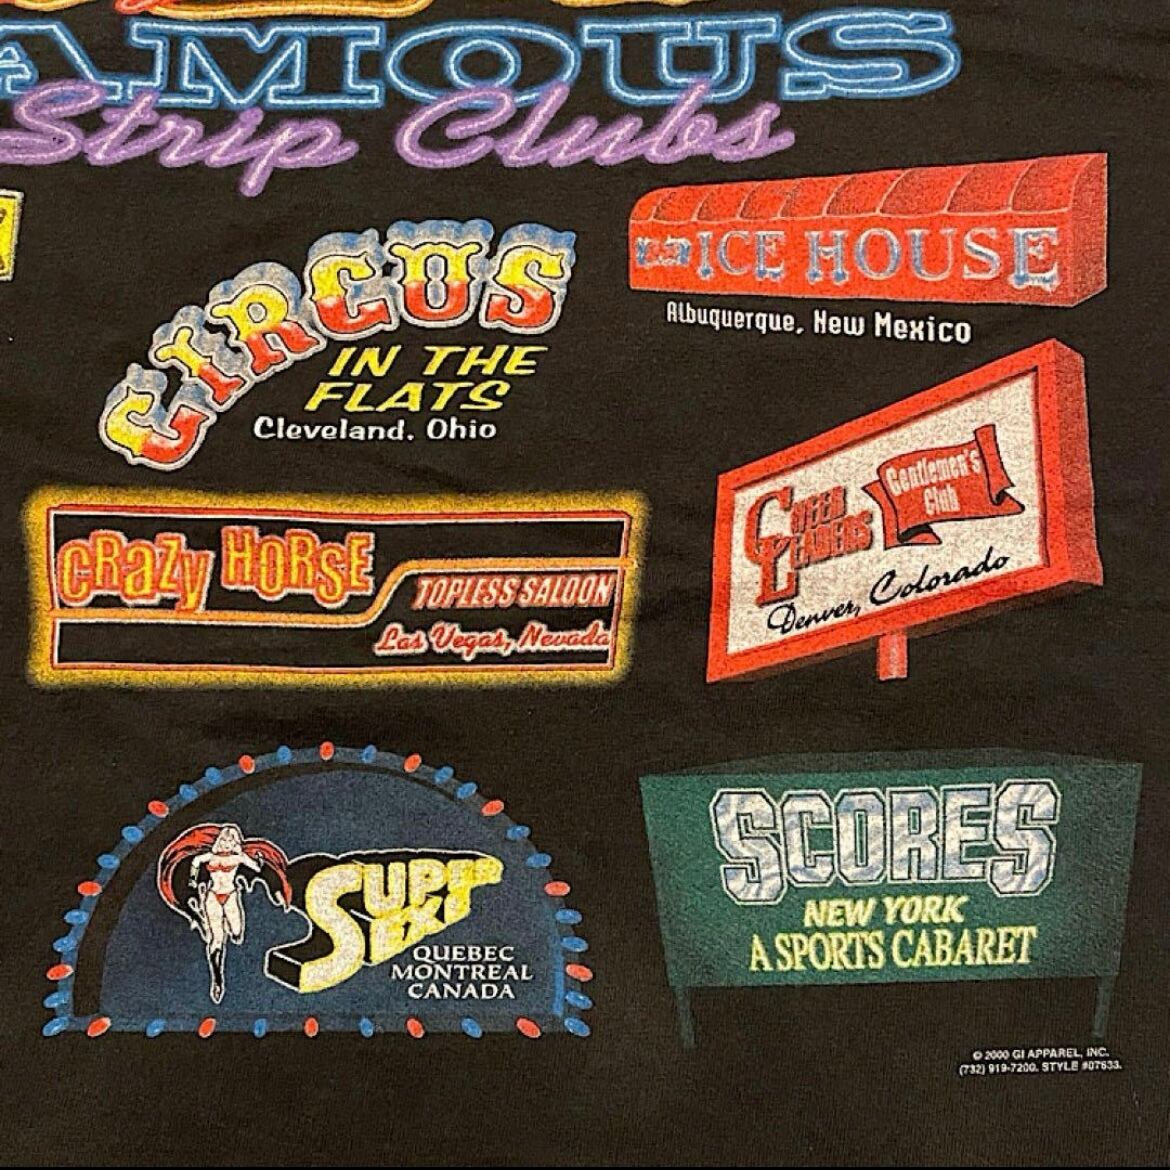 AMOUS
Strip Clubs
CIRCUS
IN THE
FLATS
Cleveland, Ohio
ICE HOUSE
Albuquerque, New Mexico
CRaZy HORSE
TOPLESS SALOON
Las Vegas, Nevada
CHEER
LEADERS
Gentlemen's
Club
Denver, Colorado
SUPER
SEXE
QUEBEC
MONTREAL
CANADA
SCORES
NEW YORK
A SPORTS CABARET
© 2000 GI APPAREL, INC.
(732) 919-7200. STYLE #07633.